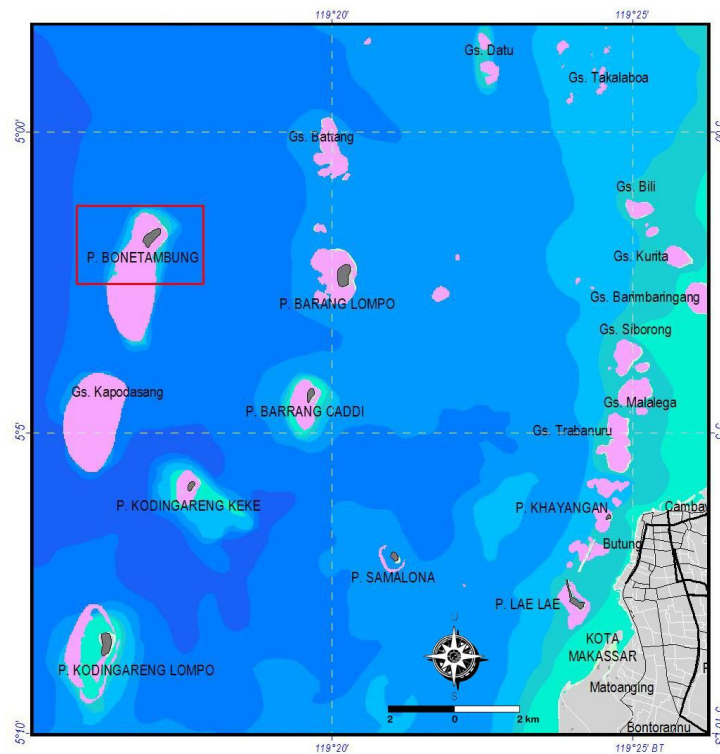 119°20'
119°25'
Gs. Datu
Gs. Takalaboa
5°00'
Gs. Battang
Gs. Bili
P. BONETAMBUNG
Gs. Kurita
P. BARANG LOMPO
Gs. Barimbaringang
Gs. Siborong
Gs. Kapodasang
P. BARRANG CADDI
Gs. Malalega
5°5'
Gs. Trabanuru
P. KODINGARENG KEKE
P. KHAYANGAN
Butung
P. SAMALONA
P. LAE LAE
U
KOTA
MAKASSAR
P. KODINGARENG LOMPO
Matoanging
S
2 0 2 km
Bontorannu
5°10'
119°20'
119°25' BT